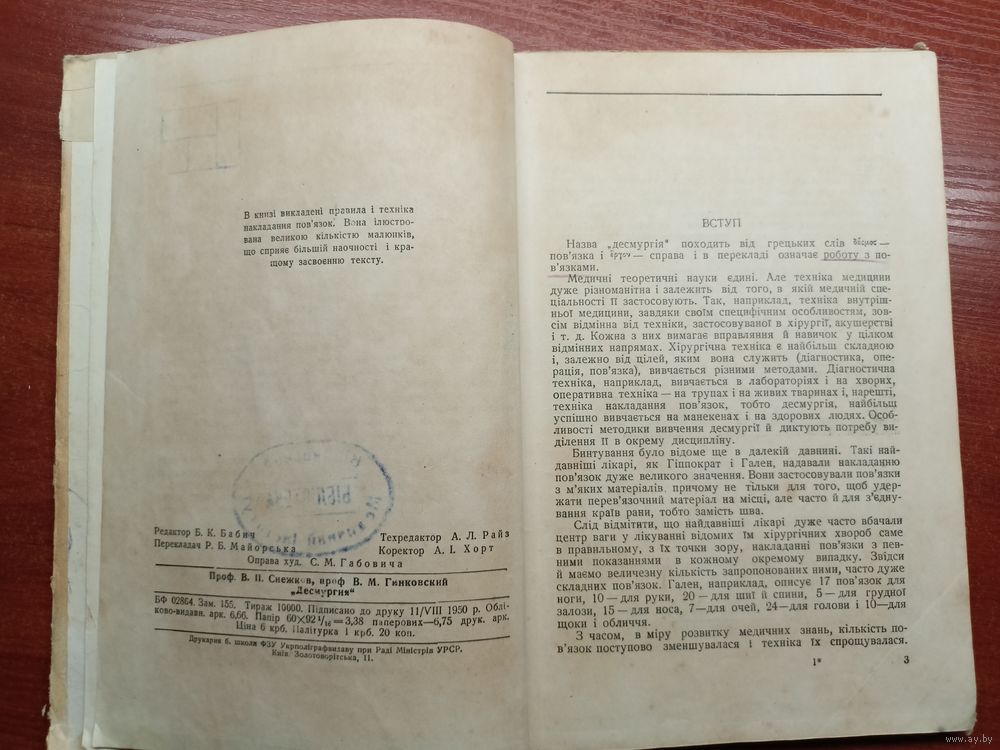 В книзі викладені правила і техніка
накладання пов'язок. Вона ілюстро-
вана великою кількістю малюнків,
що сприяє більшій наочності і кра-
щому засвоєнню тексту.
Редактор Б. К. Бабич
Техредактор А. Л. Райз
Перекладач Р. Б. Майорська
Коректор А. І. Хорт
Оправа худ. С. М. Габовича
Проф. В. П. Снежков, проф В. М. Гинковский
„Десмургия"
БФ 02864. Зам. 155. Тираж 10000. Підписано до друку 11/VIII 1950 р. Облі-
ково-видавн. арк. 6,66. Папір 60×92 1/16 = 3,38 паперових—6,75 друк. арк.
Ціна 6 крб. Палітурка 1 крб. 20 коп.
Друкарня б. школи ФЗУ Укрполіграфвидаву при Раді Міністрів УРСР.
Київ. Золотоворітська, 11.
ВСТУП
Назва „десмургія" походить від грецьких слів δεσμος —
пов'язка і εργον — справа і в перекладі означає роботу з по-
в'язками.
Медичні теоретичні науки єдині. Але техніка медицини
дуже різноманітна і залежить від того, в якій медичній спе-
ціальності її застосовують. Так, наприклад, техніка внутріш-
ньої медицини, завдяки своїм специфічним особливостям, зов-
сім відмінна від техніки, застосовуваної в хірургії, акушерстві
і т. д. Кожна з них вимагає вправляння й навичок у цілком
відмінних напрямах. Хірургічна техніка є найбільш складною
і, залежно від цілей, яким вона служить (діагностика, опе-
рація, пов'язка), вивчається різними методами. Діагностична
техніка, наприклад, вивчається в лабораторіях і на хворих,
оперативна техніка — на трупах і на живих тваринах і, нарешті,
техніка накладання пов'язок, тобто десмургія, найбільш
успішно вивчається на манекенах і на здорових людях. Особ-
ливості методики вивчення десмургії й диктують потребу ви-
ділення її в окрему дисципліну.
Бинтування було відоме ще в далекій давнині. Такі най-
давніші лікарі, як Гіппократ і Гален, надавали накладанню
пов'язок дуже великого значення. Вони застосовували пов'язки
з м'яких матеріалів, причому не тільки для того, щоб удер-
жати перев'язочний матеріал на місці, але часто й для з'єдну-
вання країв рани, тобто замість шва.
Слід відмітити, що найдавніші лікарі дуже часто вбачали
центр ваги у лікуванні відомих їм хірургічних хвороб саме
в правильному, з їх точки зору, накладанні пов'язки з пев-
ними показаннями в кожному окремому випадку. Звідси
й маємо величезну кількість запропонованих ними, часто дуже
складних пов'язок. Гален, наприклад, описує 17 пов'язок для
ноги, 10 — для руки, 20 — для шиї й спини, 5 — для грудної
залози, 15 — для носа, 7—для очей, 24—для голови і 10—для
щоки і обличчя.
З часом, в міру розвитку медичних знань, кількість по-
в'язок поступово зменшувалася і техніка їх спрощувалася.
1*
3
www.ay.by